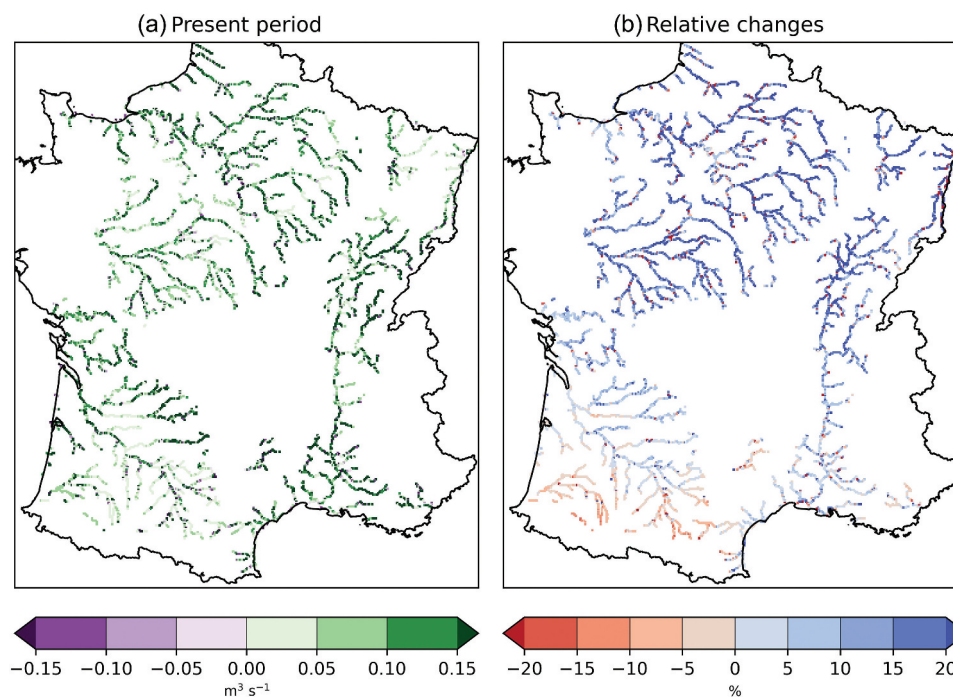 (a) Present period
(b) Relative changes
−0.15 −0.10 −0.05 0.00 0.05 0.10 0.15
m³ s⁻¹
−20 −15 −10 −5 0 5 10 15 20
%